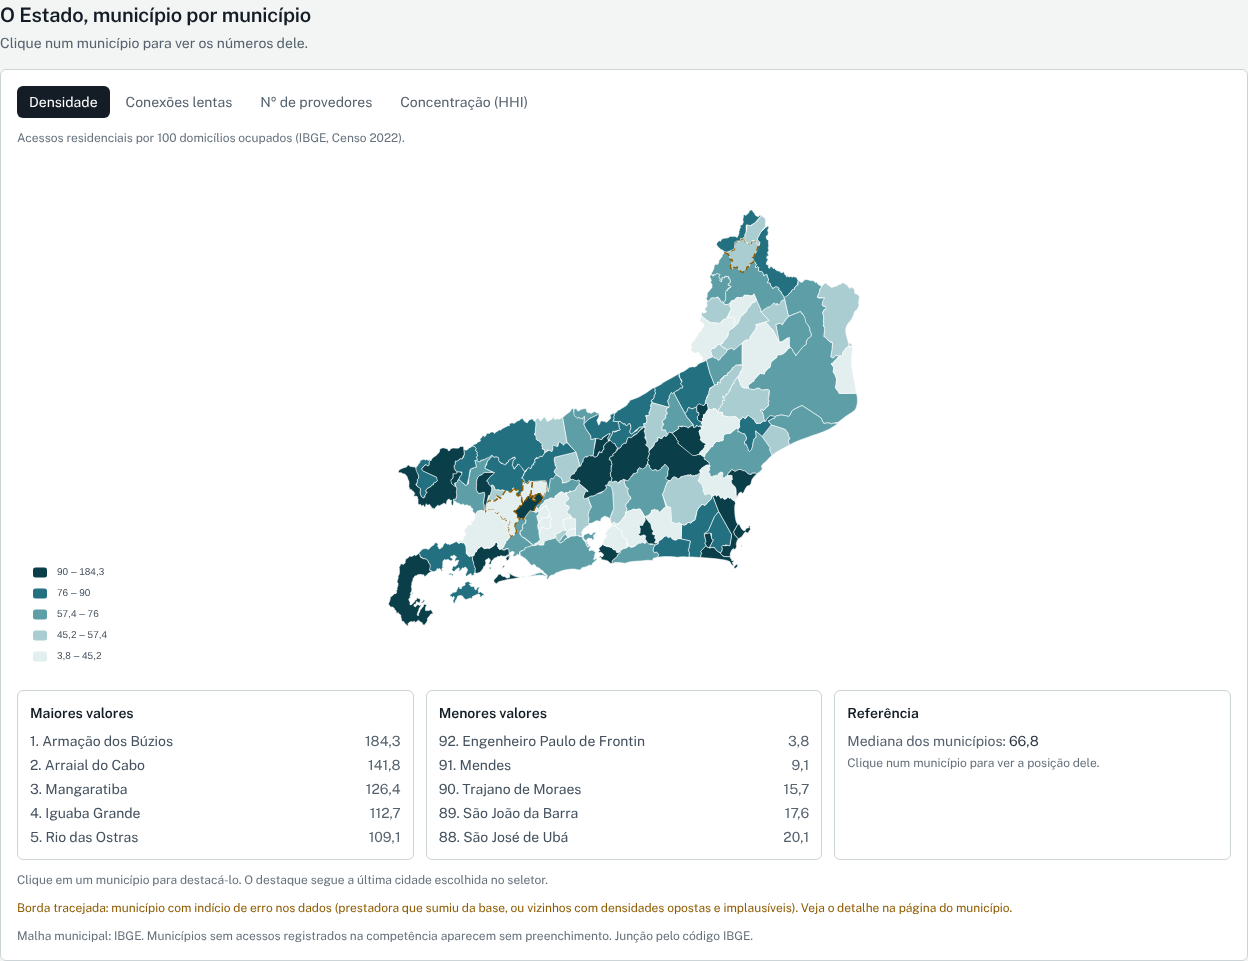 O Estado, município por município
Clique num município para ver os números dele.
Densidade
Conexões lentas
Nº de provedores
Concentração (HHI)
Acessos residenciais por 100 domicílios ocupados (IBGE, Censo 2022).
90 – 184,3
76 – 90
57,4 – 76
45,2 – 57,4
3,8 – 45,2
Maiores valores
1. Armação dos Búzios 184,3
2. Arraial do Cabo 141,8
3. Mangaratiba 126,4
4. Iguaba Grande 112,7
5. Rio das Ostras 109,1
Menores valores
92. Engenheiro Paulo de Frontin 3,8
91. Mendes 9,1
90. Trajano de Moraes 15,7
89. São João da Barra 17,6
88. São José de Ubá 20,1
Referência
Mediana dos municípios: 66,8
Clique num município para ver a posição dele.
Clique em um município para destacá-lo. O destaque segue a última cidade escolhida no seletor.
Borda tracejada: município com indício de erro nos dados (prestadora que sumiu da base, ou vizinhos com densidades opostas e implausíveis). Veja o detalhe na página do município.
Malha municipal: IBGE. Municípios sem acessos registrados na competência aparecem sem preenchimento. Junção pelo código IBGE.